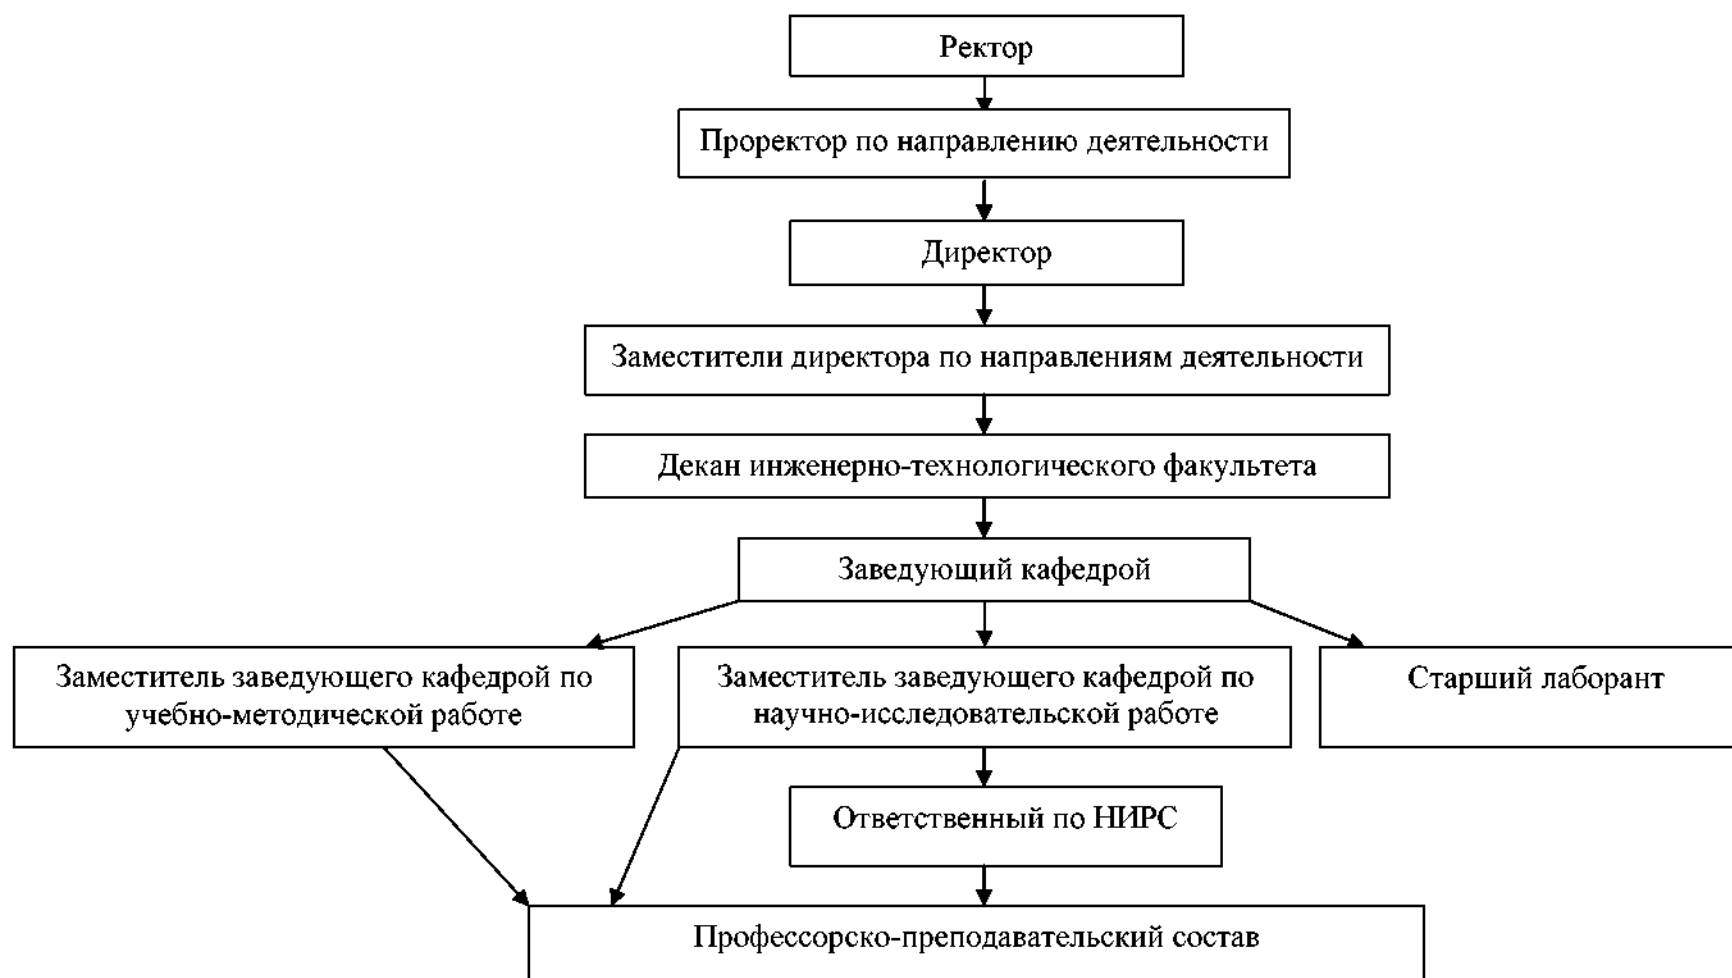 Ректор
Проректор по направлению деятельности
Директор
Заместители директора по направлениям деятельности
Декан инженерно-технологического факультета
Заведующий кафедрой
Заместитель заведующего кафедрой по
учебно-методической работе
Заместитель заведующего кафедрой по
научно-исследовательской работе
Старший лаборант
Ответственный по НИРС
Профессорско-преподавательский состав